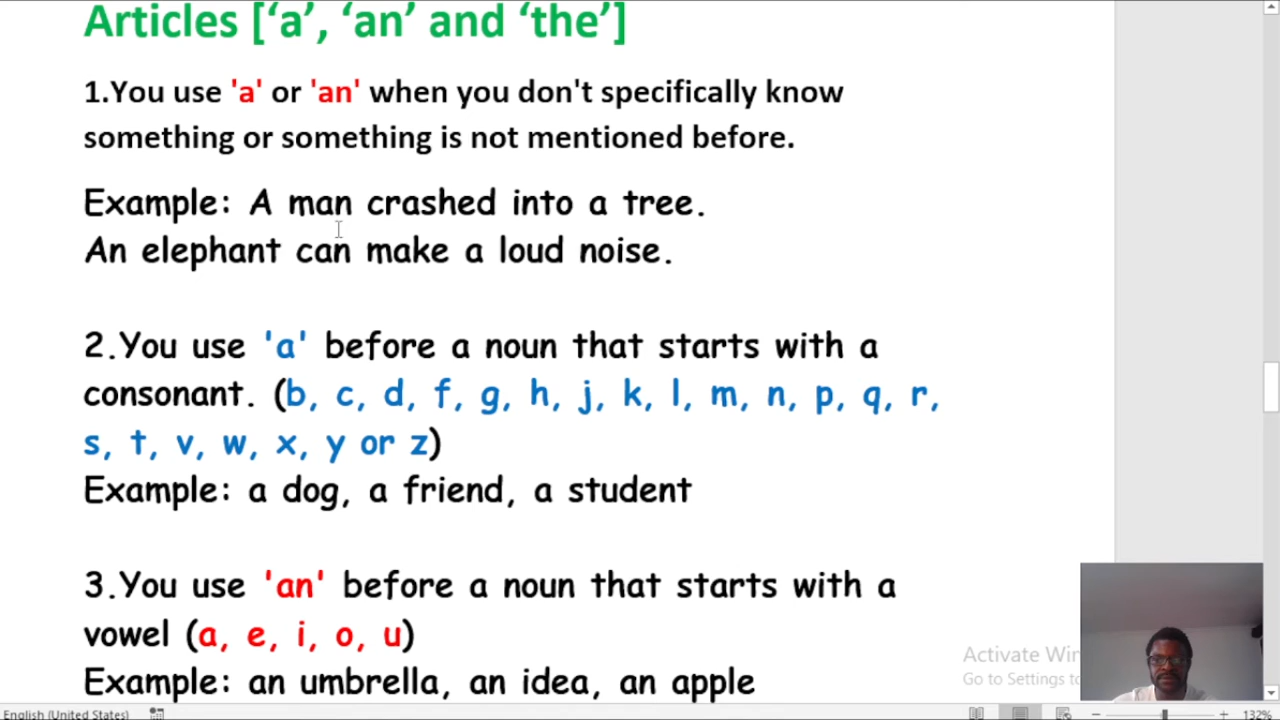 Articles [‘a’, ‘an’ and ‘the’]
1.You use 'a' or 'an' when you don't specifically know
something or something is not mentioned before.
Example: A man crashed into a tree.
An elephant can make a loud noise.
2.You use 'a' before a noun that starts with a
consonant. (b, c, d, f, g, h, j, k, l, m, n, p, q, r,
s, t, v, w, x, y or z)
Example: a dog, a friend, a student
3.You use 'an' before a noun that starts with a
vowel (a, e, i, o, u)
Example: an umbrella, an idea, an apple
Activate Win
Go to Settings to
English (United States)
132%